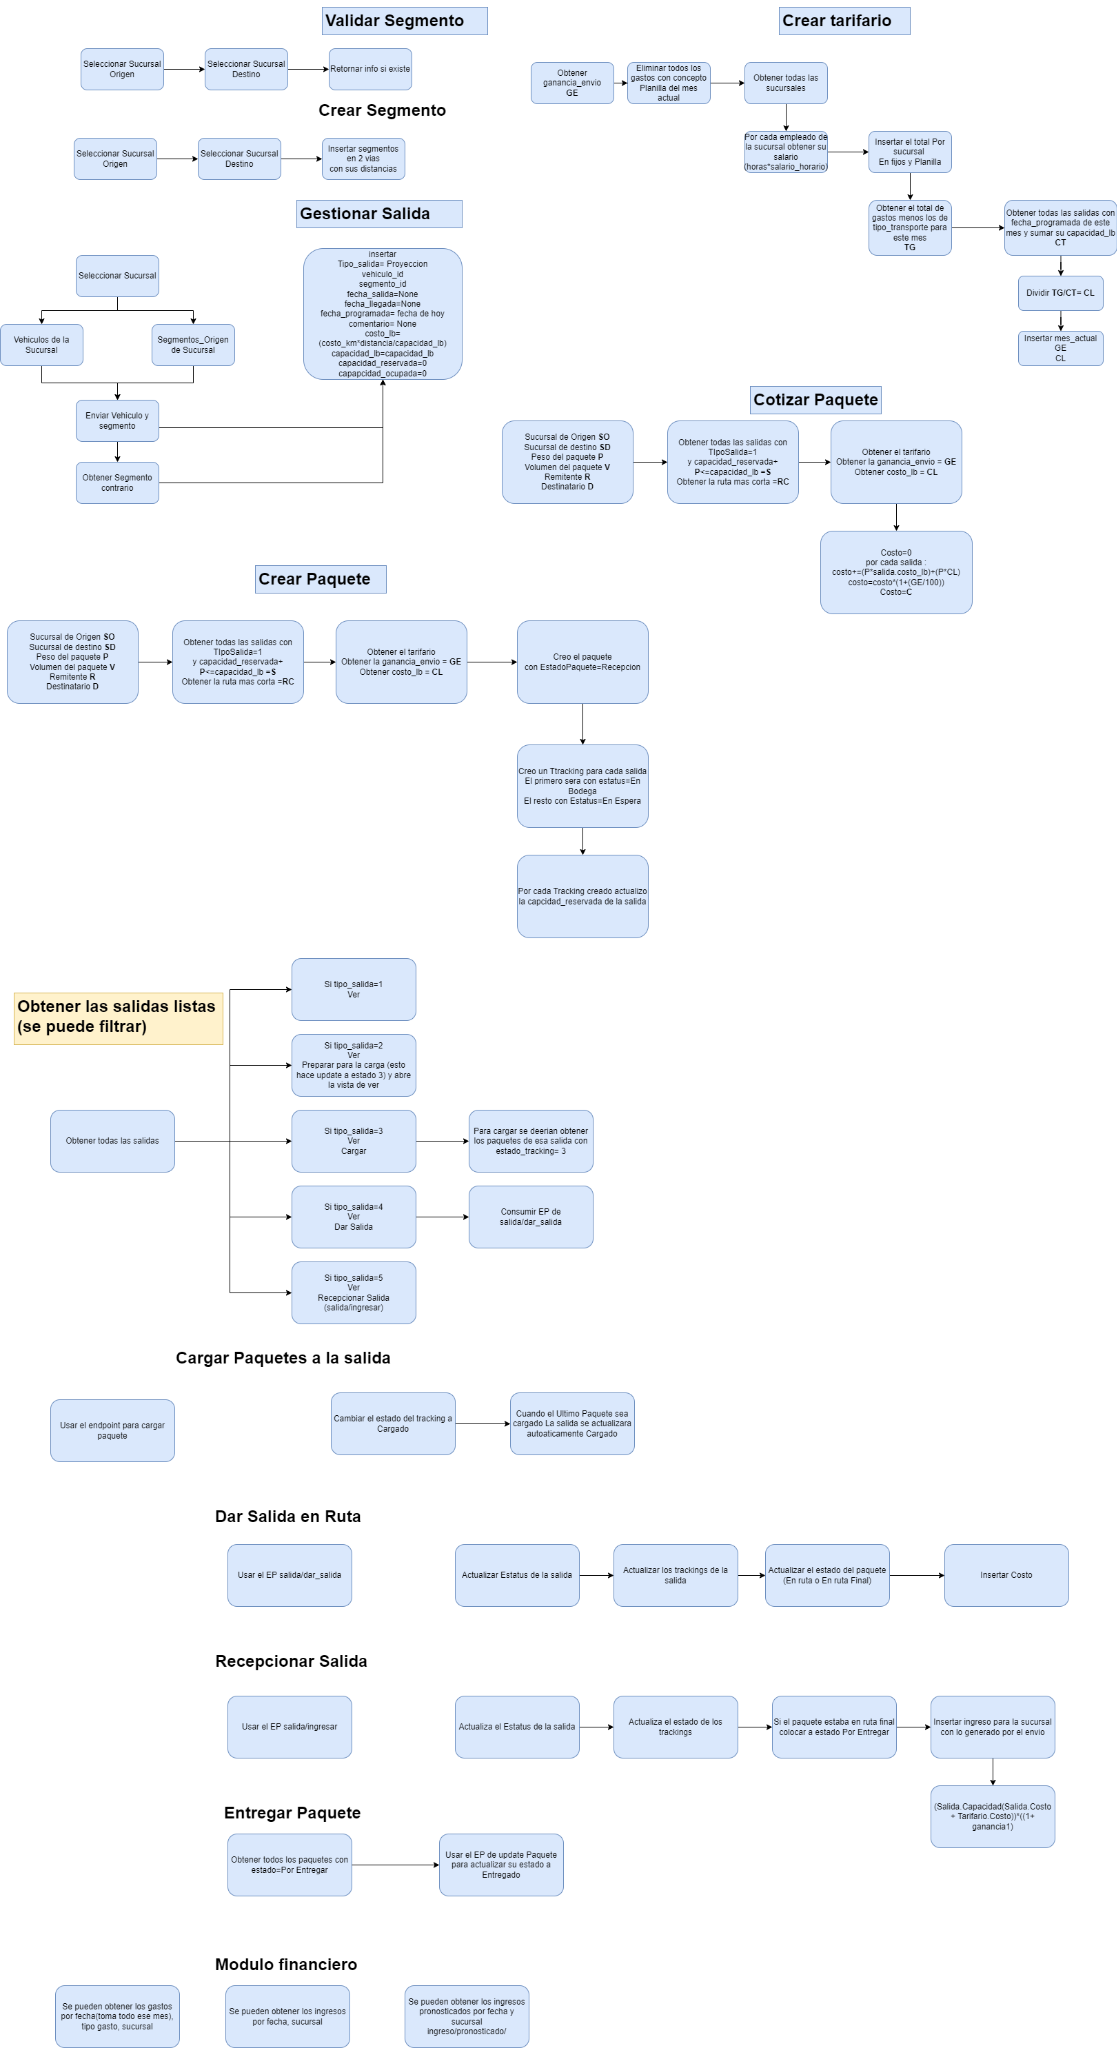 Validar Segmento
Seleccionar Sucursal
Origen
Seleccionar Sucursal
Destino
Retornar info si existe
Crear Segmento
Seleccionar Sucursal
Origen
Seleccionar Sucursal
Destino
Insertar segmentos
en 2 vias
con sus distancias
Crear tarifario
Obtener
ganancia_envio
GE
Eliminar todos los
gastos con concepto
Planilla del mes
actual
Obtener todas las
sucursales
Por cada empleado de
la sucursal obtener su
salario
(horas*salario_horario)
Insertar el total Por
sucursal
En fijos y Planilla
Obtener el total de
gastos menos los de
tipo_transporte para
este mes
TG
Obtener todas las salidas con
fecha_programada de este
mes y sumar su capacidad_lb
CT
Dividir TG/CT= CL
Insertar mes_actual
GE
CL
Gestionar Salida
Seleccionar Sucursal
Vehiculos de la
Sucursal
Segmentos_Origen
de Sucursal
Enviar Vehiculo y
segmento
Obtener Segmento
contrario
insertar
Tipo_salida= Proyeccion
vehiculo_id
segmento_id
fecha_salida=None
fecha_llegada=None
fecha_programada= fecha de hoy
comentario= None
costo_lb=
(costo_km*distancia/capacidad_lb)
capacidad_lb=capacidad_lb
capacidad_reservada=0
capapcidad_ocupada=0
Cotizar Paquete
Sucursal de Origen SO
Sucursal de destino SD
Peso del paquete P
Volumen del paquete V
Remitente R
Destinatario D
Obtener todas las salidas con
TIpoSalida=1
y capacidad_reservada+
P<=capacidad_lb =S
Obtener la ruta mas corta =RC
Obtener el tarifario
Obtener la ganancia_envio = GE
Obtener costo_lb = CL
Costo=0
por cada salida :
costo+=(P*salida.costo_lb)+(P*CL)
costo=costo*(1+(GE/100))
Costo=C
Crear Paquete
Sucursal de Origen SO
Sucursal de destino SD
Peso del paquete P
Volumen del paquete V
Remitente R
Destinatario D
Obtener todas las salidas con
TIpoSalida=1
y capacidad_reservada+
P<=capacidad_lb =S
Obtener la ruta mas corta =RC
Obtener el tarifario
Obtener la ganancia_envio = GE
Obtener costo_lb = CL
Creo el paquete
con EstadoPaquete=Recepcion
Creo un Ttracking para cada salida
El primero sera con estatus=En
Bodega
El resto con Estatus=En Espera
Por cada Tracking creado actualizo
la capcidad_reservada de la salida
Obtener las salidas listas
(se puede filtrar)
Obtener todas las salidas
Si tipo_salida=1
Ver
Si tipo_salida=2
Ver
Preparar para la carga (esto
hace update a estado 3) y abre
la vista de ver
Si tipo_salida=3
Ver
Cargar
Para cargar se deerian obtener
los paquetes de esa salida con
estado_tracking= 3
Si tipo_salida=4
Ver
Dar Salida
Consumir EP de
salida/dar_salida
Si tipo_salida=5
Ver
Recepcionar Salida
(salida/ingresar)
Cargar Paquetes a la salida
Usar el endpoint para cargar
paquete
Cambiar el estado del tracking a
Cargado
Cuando el Ultimo Paquete sea
cargado La salida se actualizara
autoaticamente Cargado
Dar Salida en Ruta
Usar el EP salida/dar_salida
Actualizar Estatus de la salida
Actualizar los trackings de la
salida
Actualizar el estado del paquete
(En ruta o En ruta Final)
Insertar Costo
Recepcionar Salida
Usar el EP salida/ingresar
Actualiza el Estatus de la salida
Actualiza el estado de los
trackings
Si el paquete estaba en ruta final
colocar a estado Por Entregar
Insertar ingreso para la sucursal
con lo generado por el envio
(Salida.Capacidad(Salida.Costo
+ Tarifario.Costo))*((1+
ganancia1)
Entregar Paquete
Obtener todos los paquetes con
estado=Por Entregar
Usar el EP de update Paquete
para actualizar su estado a
Entregado
Modulo financiero
Se pueden obtener los gastos
por fecha(toma todo ese mes),
tipo gasto, sucursal
Se pueden obtener los ingresos
por fecha, sucursal
Se pueden obtener los ingresos
pronosticados por fecha y
sucursal
ingreso/pronosticado/